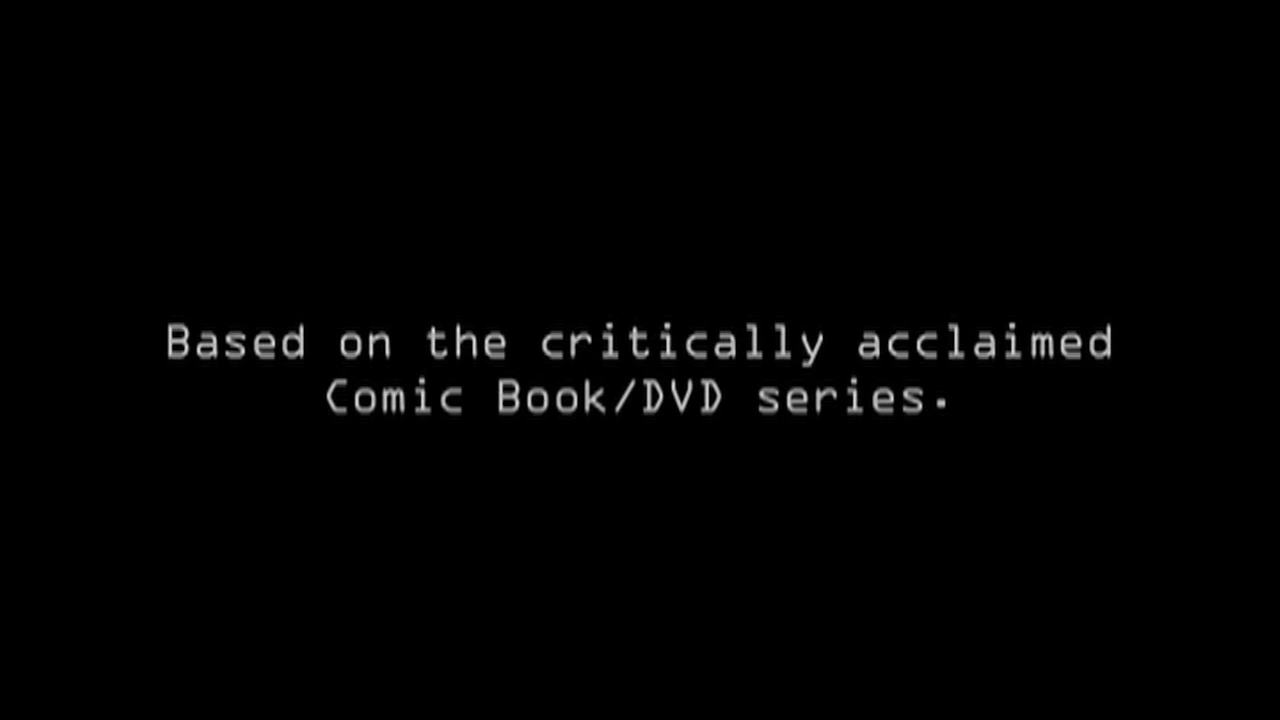 Based on the critically acclaimed
Comic Book/DVD series.